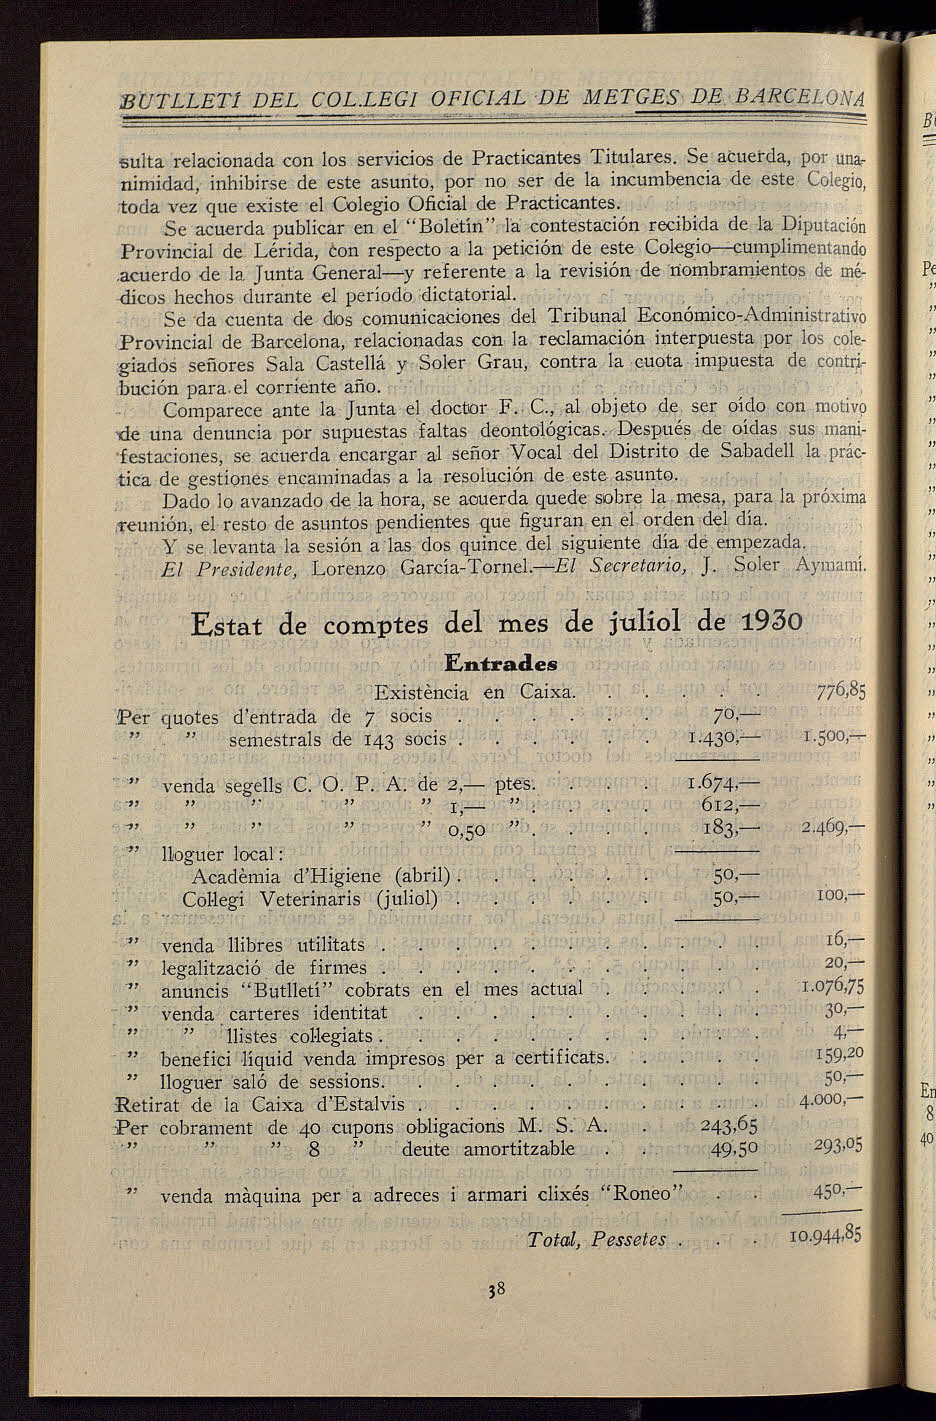 BUTLLETÍ DEL COL.LEGI OFICIAL DE METGES DE BARCELONA
sulta relacionada con los servicios de Practicantes Titulares. Se acuerda, por una-
nimidad, inhibirse de este asunto, por no ser de la incumbencia de este Colegio,
toda vez que existe el Colegio Oficial de Practicantes.
Se acuerda publicar en el "Boletín" la contestación recibida de la Diputación
Provincial de Lérida, con respecto a la petición de este Colegio—cumplimentando
acuerdo de la Junta General—y referente a la revisión de nombramientos de mé-
dicos hechos durante el período dictatorial.
Se da cuenta de dos comunicaciones del Tribunal Económico-Administrativo
Provincial de Barcelona, relacionadas con la reclamación interpuesta por los cole-
giados señores Sala Castellá y Soler Grau, contra la cuota impuesta de contri-
bución para el corriente año.
Comparece ante la Junta el doctor F. C., al objeto de ser oído con motivo
de una denuncia por supuestas faltas deontológicas. Después de oídas sus mani-
festaciones, se acuerda encargar al señor Vocal del Distrito de Sabadell la prác-
tica de gestiones encaminadas a la resolución de este asunto.
Dado lo avanzado de la hora, se acuerda quede sobre la mesa, para la próxima
reunión, el resto de asuntos pendientes que figuran en el orden del día.
Y se levanta la sesión a las dos quince del siguiente día de empezada.
El Presidente, Lorenzo García-Tornel.—El Secretario, J. Soler Aymamí.
Estat de comptes del mes de juliol de 1930
Entrades
Existència en Caixa. . . . . 776,85
Per quotes d'entrada de 7 socis . . . . . . 70,—
" " semestrals de 143 socis . . . . . . 1.430,— 1.500,—
" venda segells C. O. P. A. de 2,— ptes. . . . 1.674,—
" " " " " 1,— " . . . . 612,—
" " " " " 0,50 " . . . . 183,— 2.469,—
" lloguer local:
Acadèmia d'Higiene (abril) . . . . . . 50,—
Col·legi Veterinaris (juliol) . . . . . . 50,— 100,—
" venda llibres utilitats . . . . . . . . . . . 16,—
" legalització de firmes . . . . . . . . . . . 20,—
" anuncis "Butlletí" cobrats en el mes actual . . . . . 1.076,75
" venda carteres identitat . . . . . . . . . . 30,—
" " llistes col·legiats . . . . . . . . . . . 4,—
" benefici líquid venda impresos per a certificats. . . . . 159,20
" lloguer saló de sessions. . . . . . . . . . 50,—
Retirat de la Caixa d'Estalvis . . . . . . . . . . 4.000,—
Per cobrament de 40 cupons obligacions M. S. A. . 243,65
" " " 8 " deute amortitzable . . 49,50 293,05
" venda màquina per a adreces i armari clixés "Roneo" . . 450,—
Total, Pessetes . . . 10.944,85
38